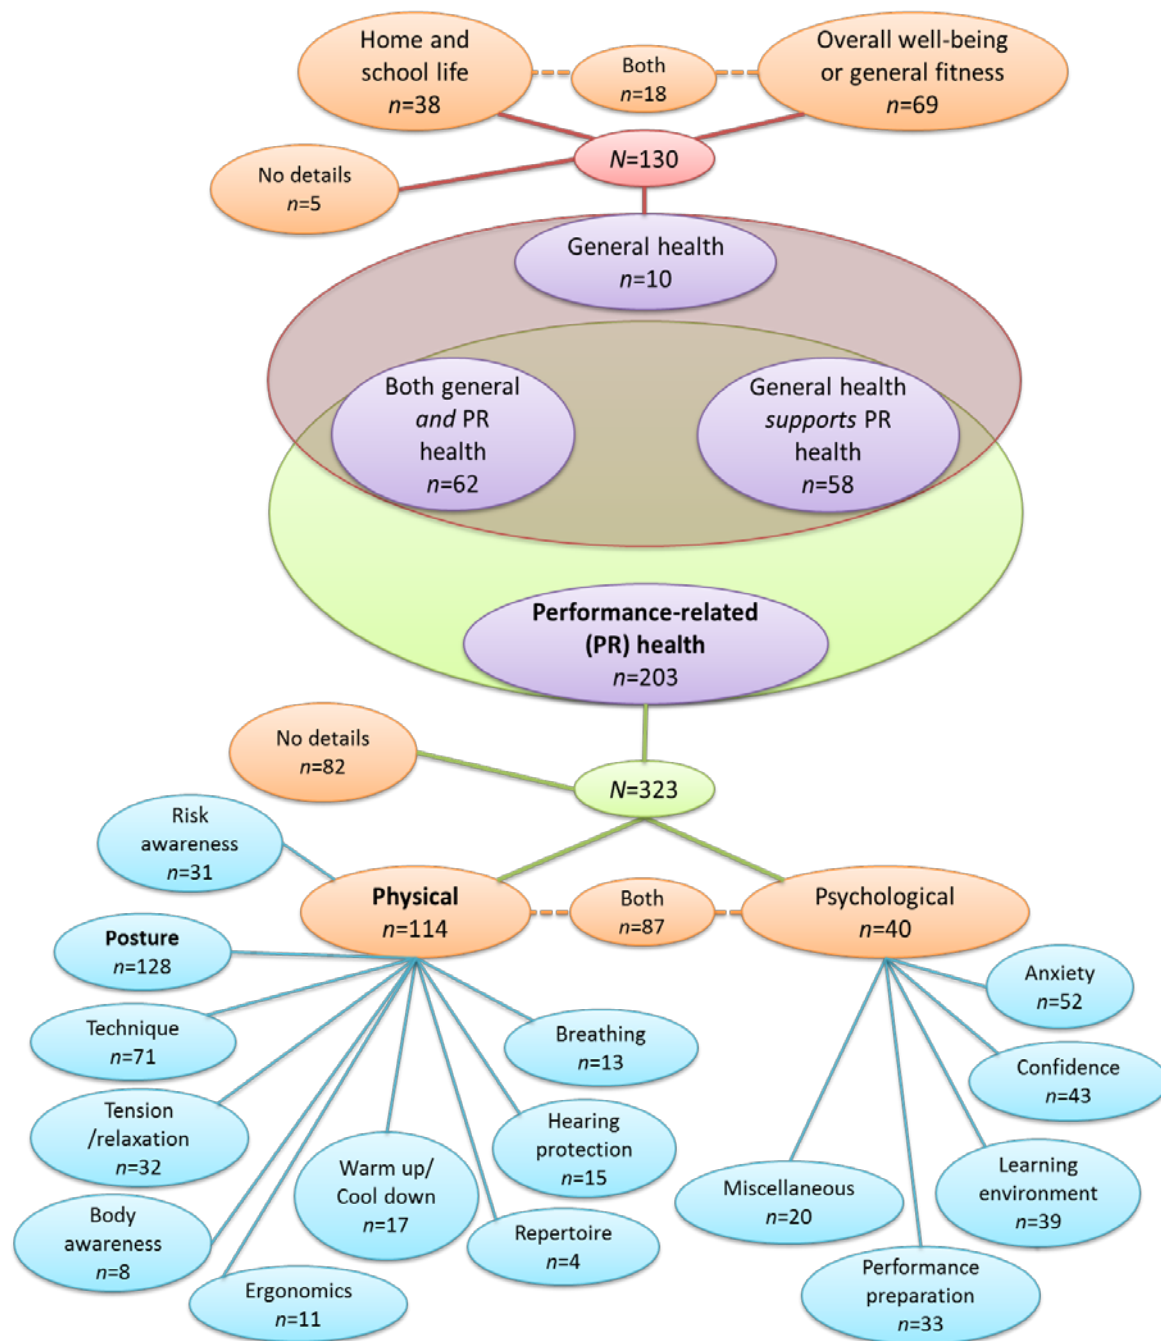 Home and
school life
n=38
Both
n=18
Overall well-being
or general fitness
n=69
N=130
No details
n=5
General health
n=10
Both general
and PR
health
n=62
General health
supports PR
health
n=58
Performance-related
(PR) health
n=203
No details
n=82
N=323
Risk
awareness
n=31
Physical
n=114
Both
n=87
Psychological
n=40
Posture
n=128
Technique
n=71
Tension
/relaxation
n=32
Body
awareness
n=8
Ergonomics
n=11
Warm up/
Cool down
n=17
Breathing
n=13
Hearing
protection
n=15
Repertoire
n=4
Anxiety
n=52
Confidence
n=43
Learning
environment
n=39
Miscellaneous
n=20
Performance
preparation
n=33